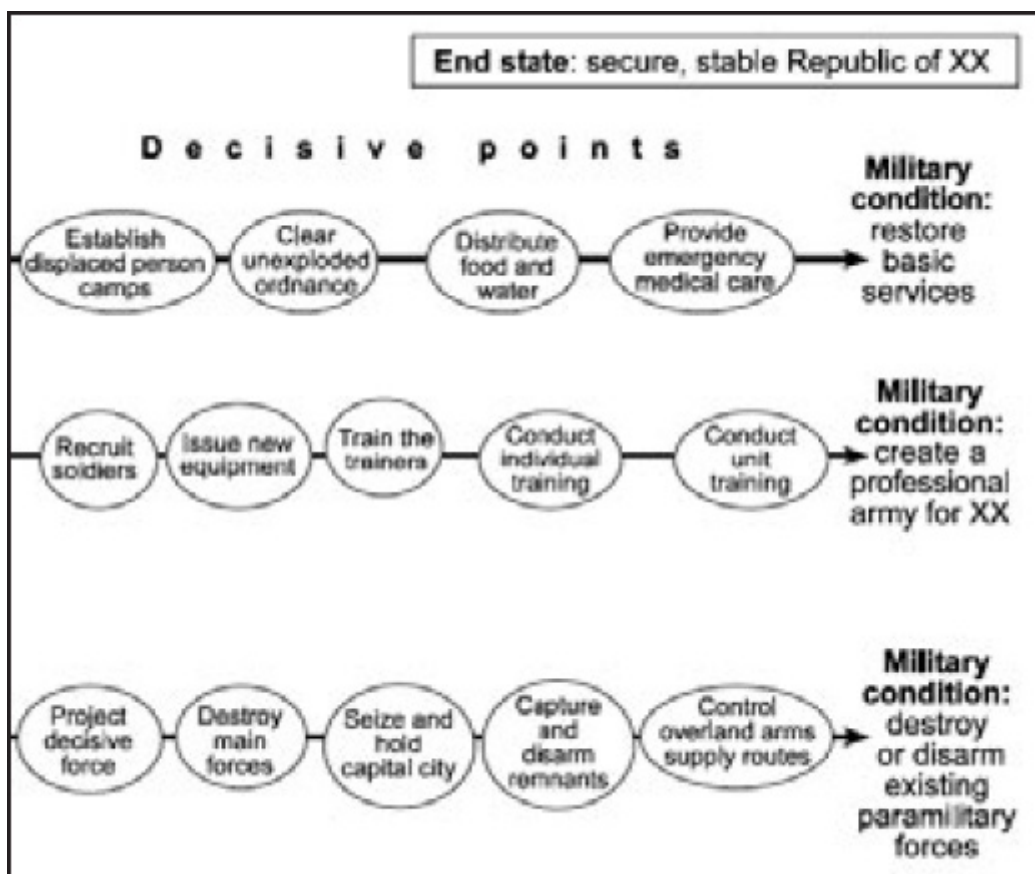 End state: secure, stable Republic of XX
Decisive points
Establish
displaced person
camps
Clear
unexploded
ordnance
Distribute
food and
water
Provide
emergency
medical care
Military
condition:
restore
basic
services
Recruit
soldiers
Issue new
equipment
Train the
trainers
Conduct
individual
training
Conduct
unit
training
Military
condition:
create a
professional
army for XX
Project
decisive
force
Destroy
main
forces
Seize and
hold
capital city
Capture
and
disarm
remnants
Control
overland arms
supply routes
Military
condition:
destroy
or disarm
existing
paramilitary
forces